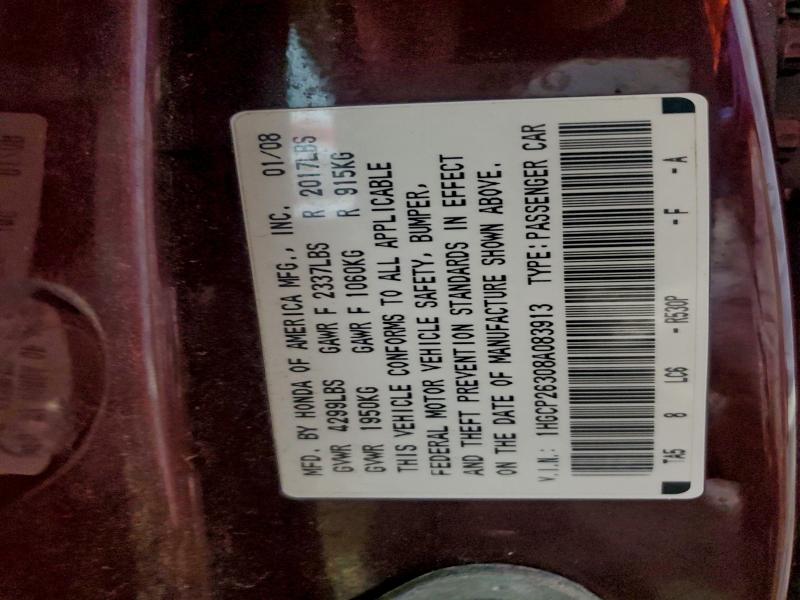 MFD. BY HONDA OF AMERICA MFG., INC. 01/08
GVWR 4299LBS GAWR F 2337LBS R 2017LBS
GVWR 1950KG GAWR F 1060KG R 915KG
THIS VEHICLE CONFORMS TO ALL APPLICABLE
FEDERAL MOTOR VEHICLE SAFETY, BUMPER,
AND THEFT PREVENTION STANDARDS IN EFFECT
ON THE DATE OF MANUFACTURE SHOWN ABOVE.
V.I.N.: 1HGCP26308A083913 TYPE: PASSENGER CAR
TA5 8 LC6 - R530P - F - A